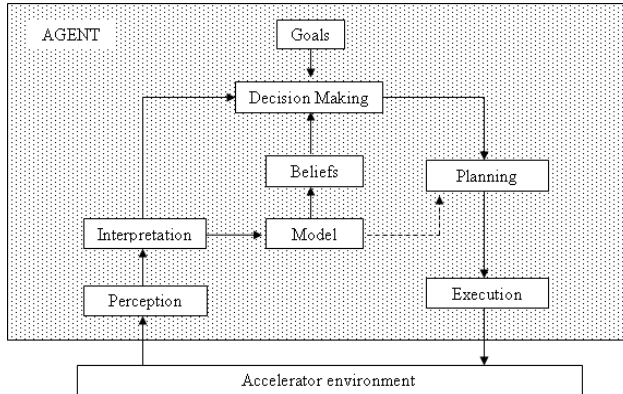 AGENT
Goals
Decision Making
Beliefs
Planning
Interpretation
Model
Perception
Execution
Accelerator environment